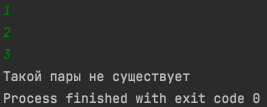 1
2
3
Такой пары не существует
Process finished with exit code 0